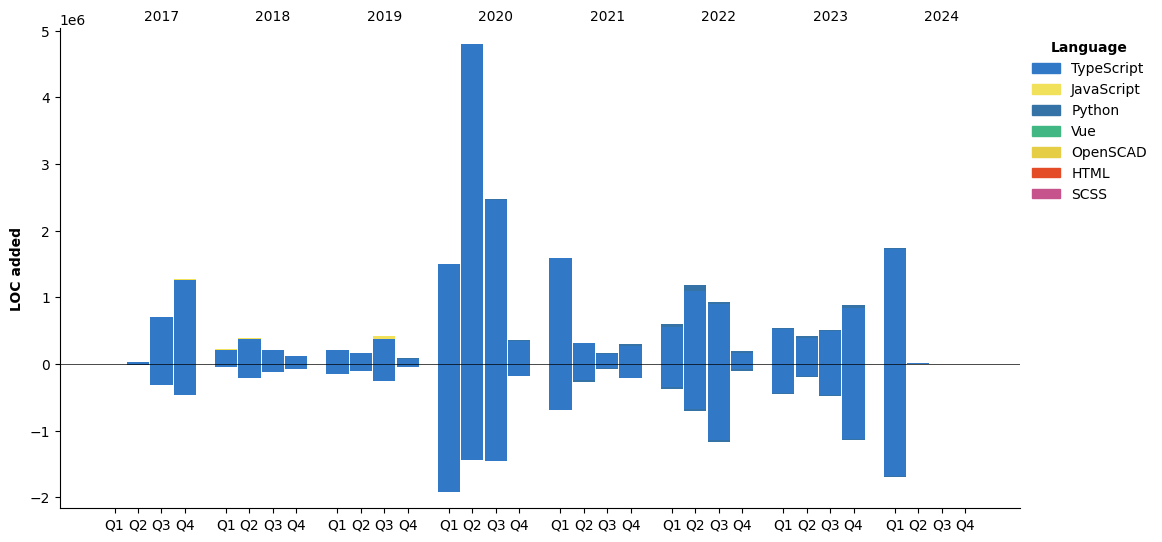 2017 2018 2019 2020 2021 2022 2023 2024
1e6
5
4
3
2
1
0
−1
−2
LOC added
Q1 Q2 Q3 Q4 Q1 Q2 Q3 Q4 Q1 Q2 Q3 Q4 Q1 Q2 Q3 Q4 Q1 Q2 Q3 Q4 Q1 Q2 Q3 Q4 Q1 Q2 Q3 Q4 Q1 Q2 Q3 Q4
Language
TypeScript
JavaScript
Python
Vue
OpenSCAD
HTML
SCSS